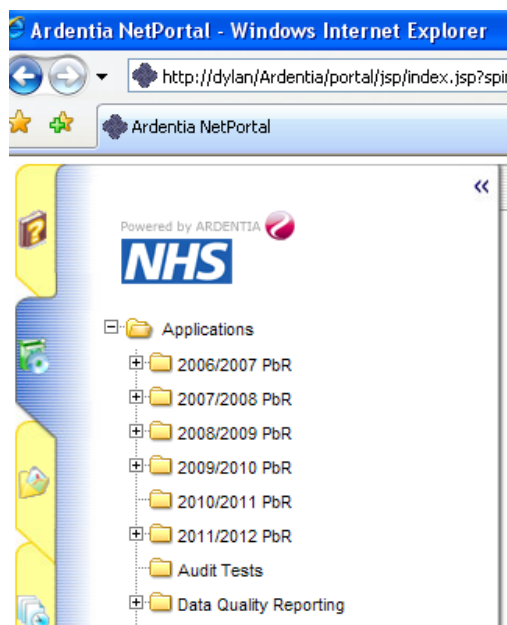 Ardentia NetPortal - Windows Internet Explorer
http://dylan/Ardentia/portal/jsp/index.jsp?spi
Ardentia NetPortal
Powered by ARDENTIA
NHS
Applications
2006/2007 PbR
2007/2008 PbR
2008/2009 PbR
2009/2010 PbR
2010/2011 PbR
2011/2012 PbR
Audit Tests
Data Quality Reporting